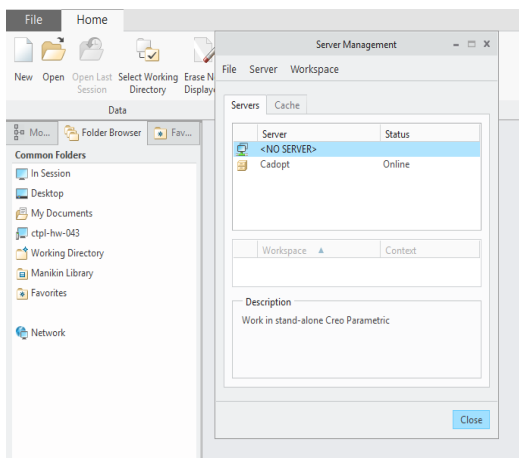 File Home
New Open Open Last Session Select Working Directory Erase N Displaye
Data
Mo... Folder Browser Fav...
Common Folders
In Session
Desktop
My Documents
ctpl-hw-043
Working Directory
Manikin Library
Favorites
Network
Server Management
File Server Workspace
Servers Cache
Server Status
<NO SERVER>
Cadopt Online
Workspace Context
Description
Work in stand-alone Creo Parametric
Close